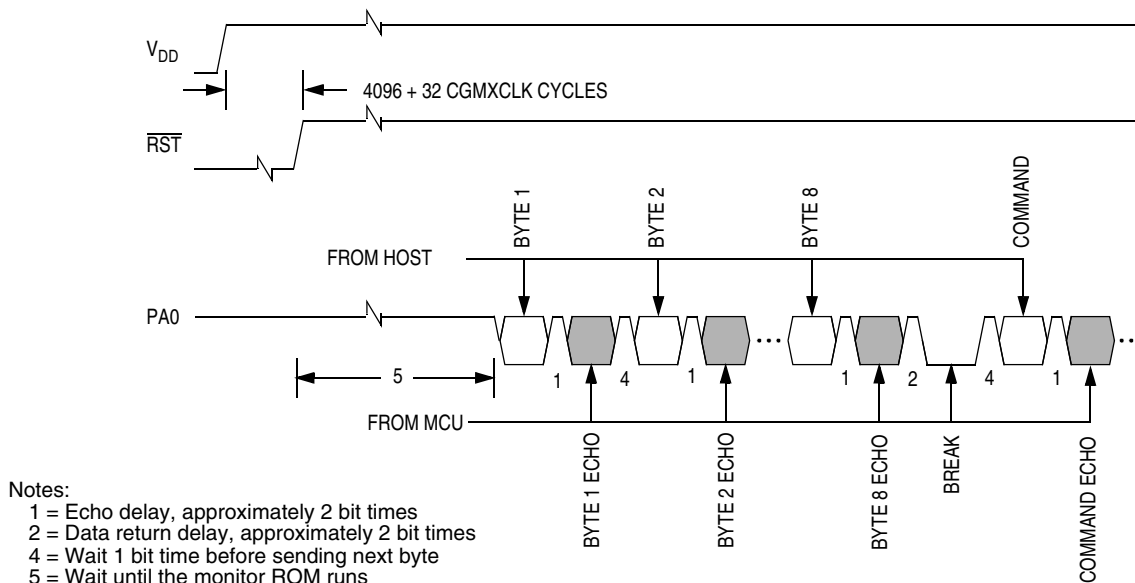 VDD
4096 + 32 CGMXCLK CYCLES
RST
BYTE 1
BYTE 2
BYTE 8
COMMAND
FROM HOST
PA0
5
1
4
1
1
2
4
1
FROM MCU
BYTE 1 ECHO
BYTE 2 ECHO
BYTE 8 ECHO
BREAK
COMMAND ECHO
Notes:
1 = Echo delay, approximately 2 bit times
2 = Data return delay, approximately 2 bit times
4 = Wait 1 bit time before sending next byte
5 = Wait until the monitor ROM runs